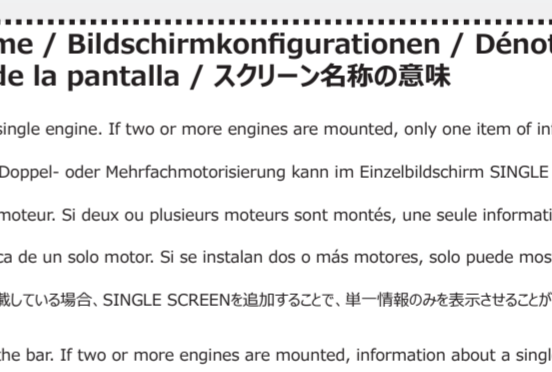 me / Bildschirmkonfigurationen / Dénot
de la pantalla / スクリーン名称の意味
single engine. If two or more engines are mounted, only one item of in
Doppel- oder Mehrfachmotorisierung kann im Einzelbildschirm SINGLE
moteur. Si deux ou plusieurs moteurs sont montés, une seule informati
ca de un solo motor. Si se instalan dos o más motores, solo puede mos
載している場合、SINGLE SCREENを追加することで、単一情報のみを表示させることが
the bar. If two or more engines are mounted, information about a singl